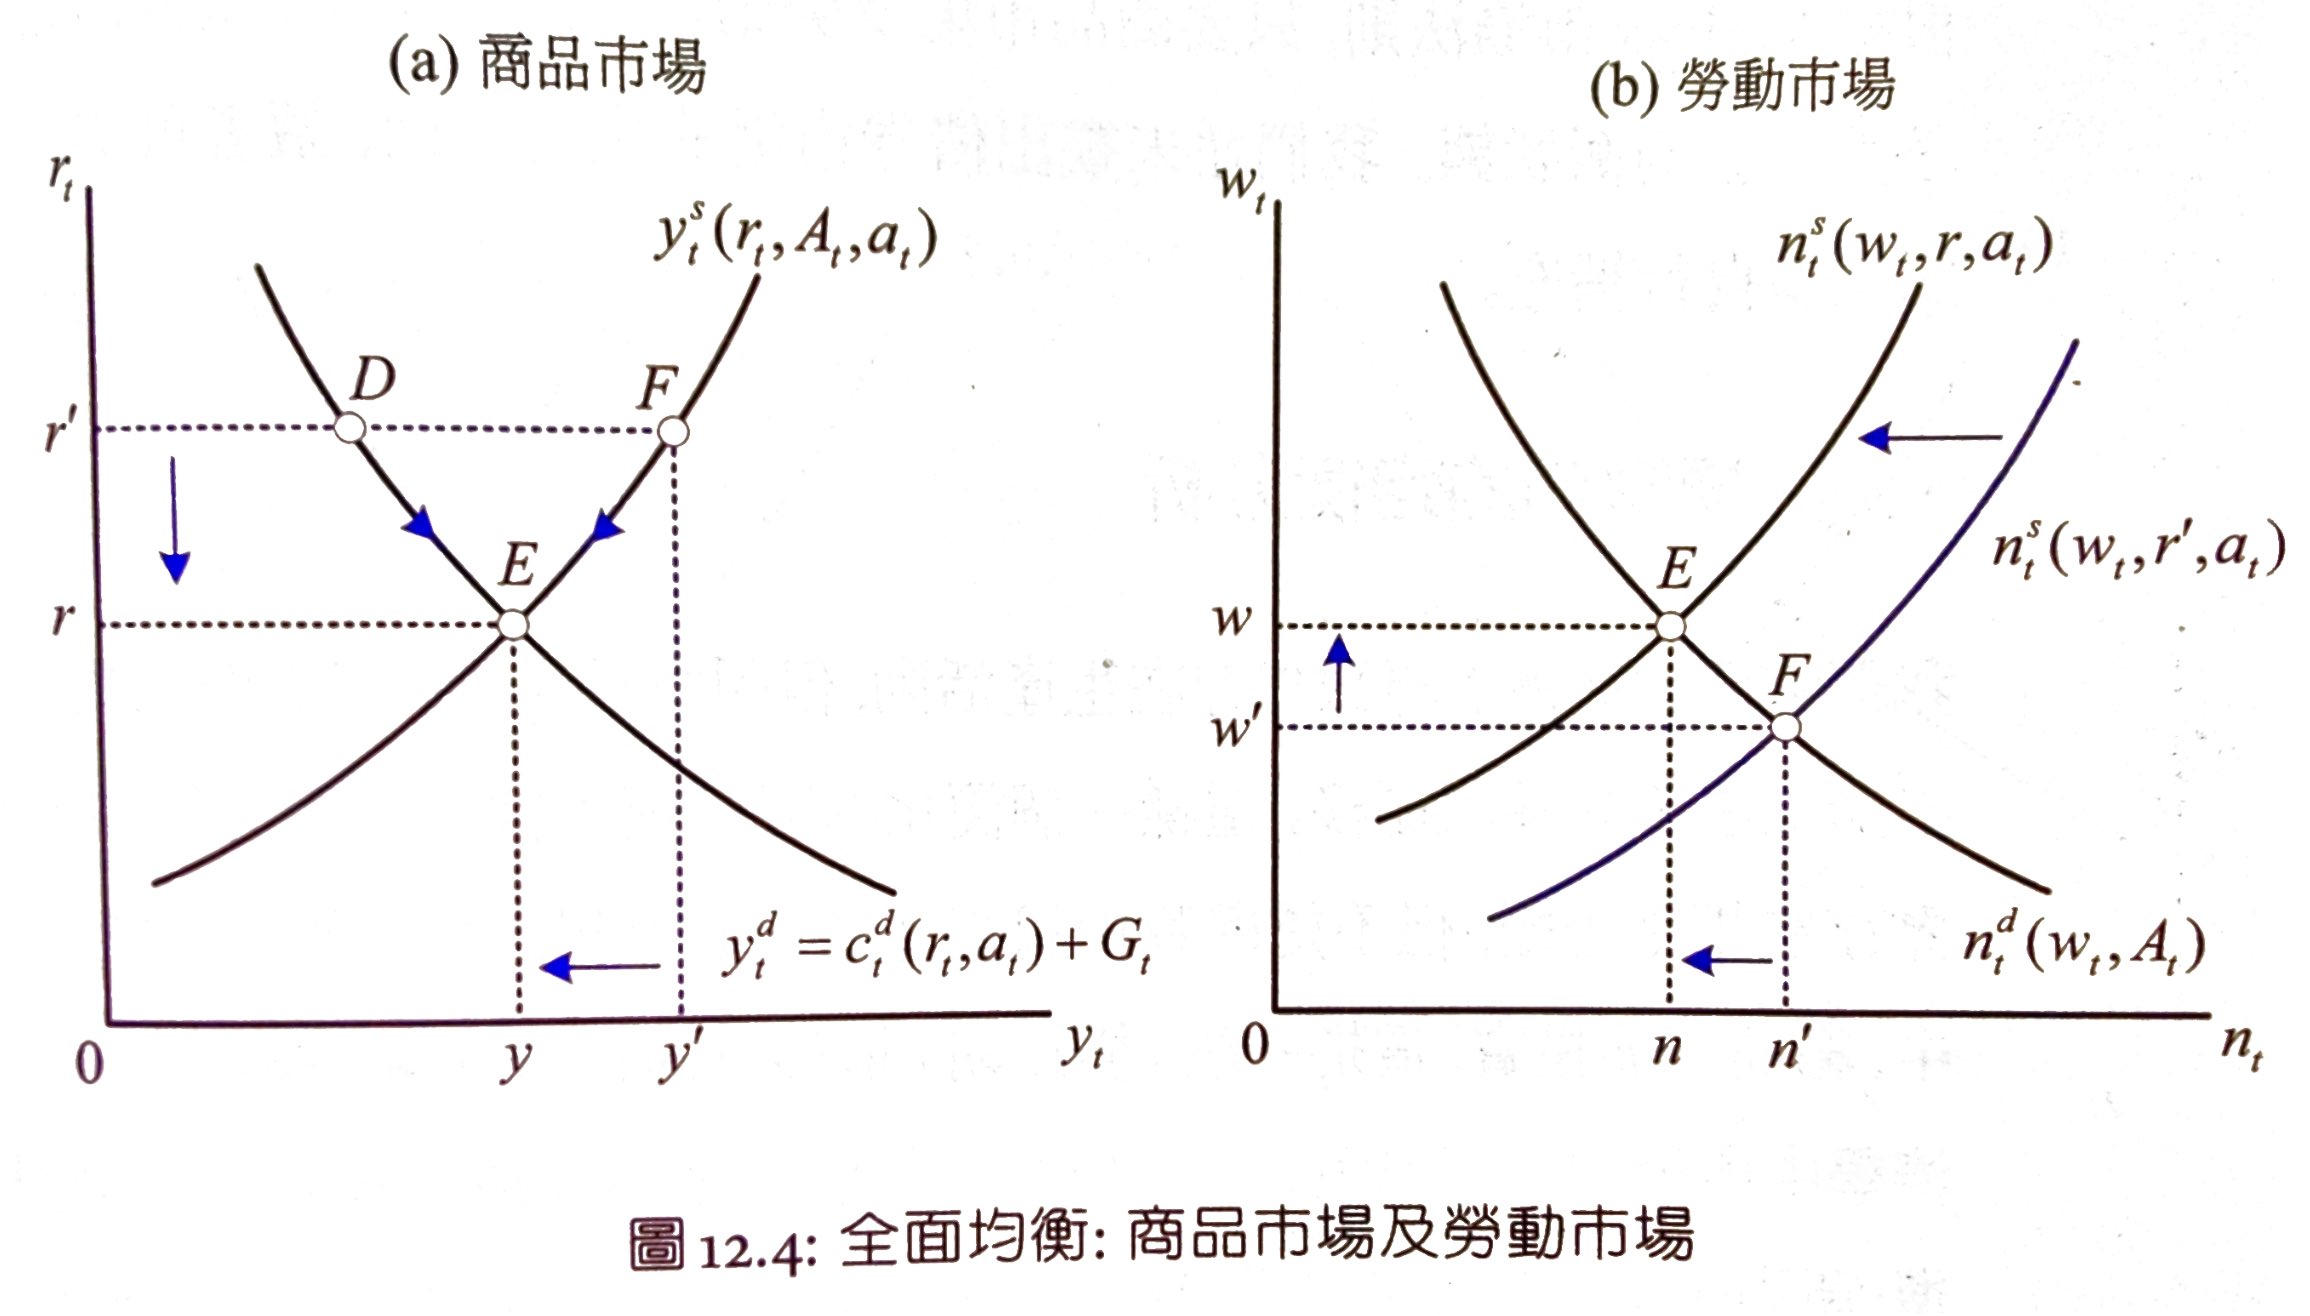 (a) 商品市場
r_t
y_t^s(r_t, A_t, a_t)
D
F
r′
E
r
y_t^d = c_t^d(r_t, a_t) + G_t
0
y
y′
y_t
(b) 勞動市場
w_t
n_t^s(w_t, r, a_t)
n_t^s(w_t, r′, a_t)
E
w
F
w′
n_t^d(w_t, A_t)
0
n
n′
n_t
圖 12.4: 全面均衡: 商品市場及勞動市場